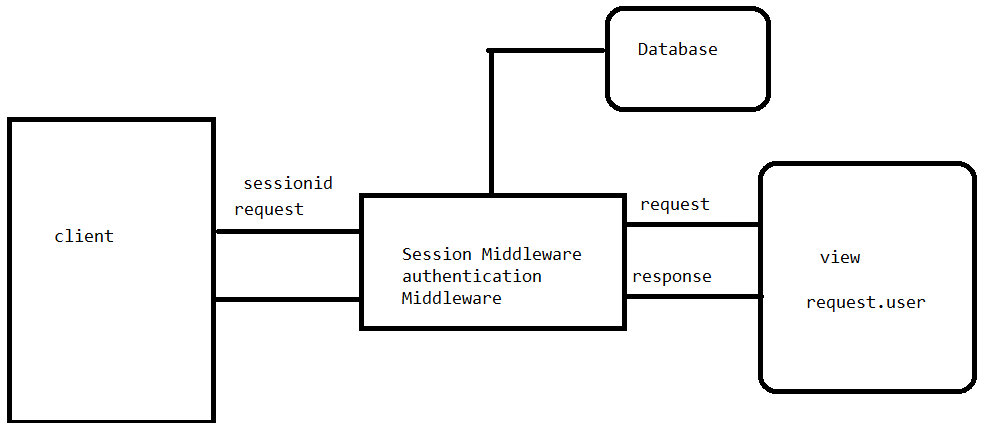 Database
sessionid
request
client
Session Middleware
authentication
Middleware
request
response
view
request.user